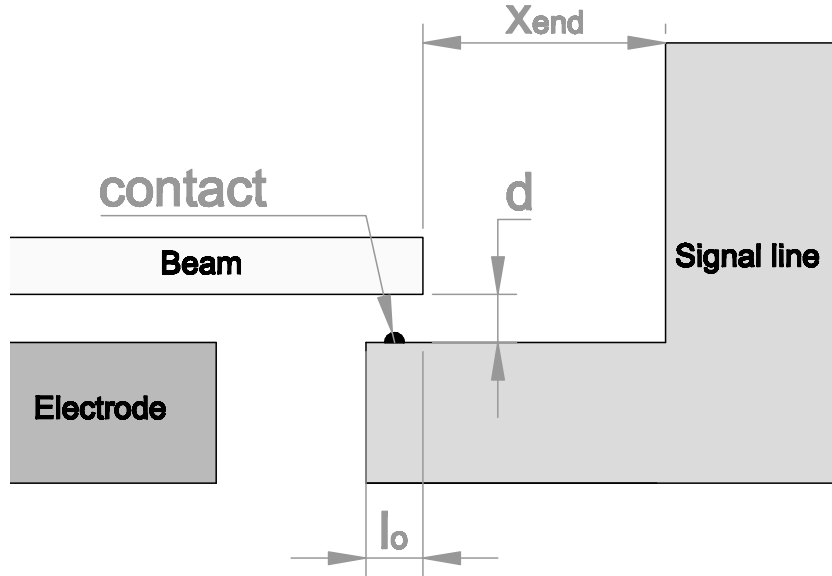 XEND
contact
d
Beam
Signal line
Electrode
lo